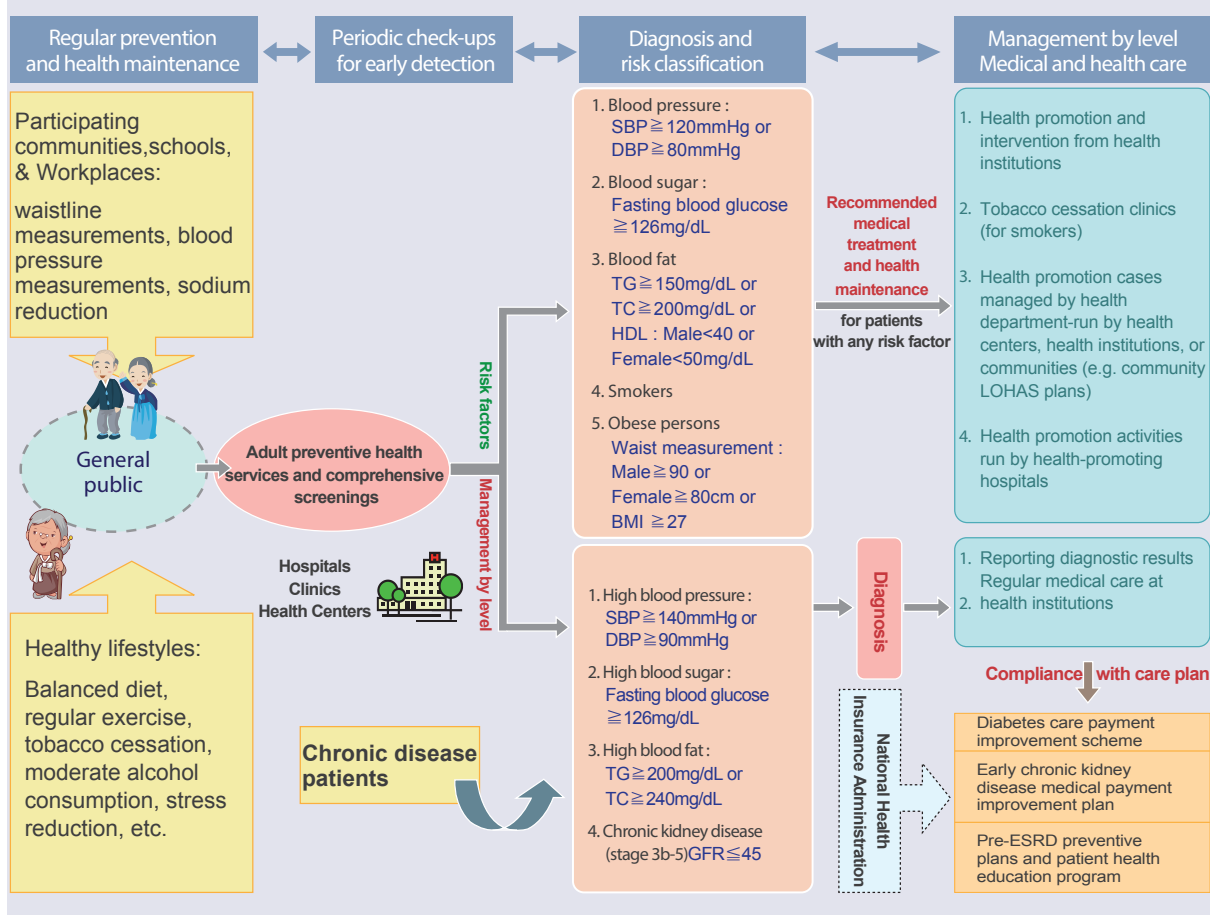 Regular prevention
and health maintenance
Periodic check-ups
for early detection
Diagnosis and
risk classification
Management by level
Medical and health care
Participating
communities,schools,
& Workplaces:
waistline
measurements, blood
pressure
measurements, sodium
reduction
General
public
Healthy lifestyles:
Balanced diet,
regular exercise,
tobacco cessation,
moderate alcohol
consumption, stress
reduction, etc.
Adult preventive health
services and comprehensive
screenings
Hospitals
Clinics
Health Centers
H
Risk factors
Management by level
Chronic disease
patients
1. Blood pressure :
SBP≧120mmHg or
DBP≧80mmHg
2. Blood sugar :
Fasting blood glucose
≧126mg/dL
3. Blood fat
TG≧150mg/dL or
TC≧200mg/dL or
HDL : Male<40 or
Female<50mg/dL
4. Smokers
5. Obese persons
Waist measurement :
Male≧90 or
Female≧80cm or
BMI ≧27
1. High blood pressure :
SBP≧140mmHg or
DBP≧90mmHg
2. High blood sugar :
Fasting blood glucose
≧126mg/dL
3. High blood fat :
TG≧200mg/dL or
TC≧240mg/dL
4. Chronic kidney disease
(stage 3b-5)GFR≦45
Recommended
medical
treatment
and health
maintenance
for patients
with any risk factor
Diagnosis
National Health
Insurance Administration
1. Health promotion and
intervention from health
institutions
2. Tobacco cessation clinics
(for smokers)
3. Health promotion cases
managed by health
department-run by health
centers, health institutions, or
communities (e.g. community
LOHAS plans)
4. Health promotion activities
run by health-promoting
hospitals
1. Reporting diagnostic results
Regular medical care at
2. health institutions
Compliance with care plan
Diabetes care payment
improvement scheme
Early chronic kidney
disease medical payment
improvement plan
Pre-ESRD preventive
plans and patient health
education program